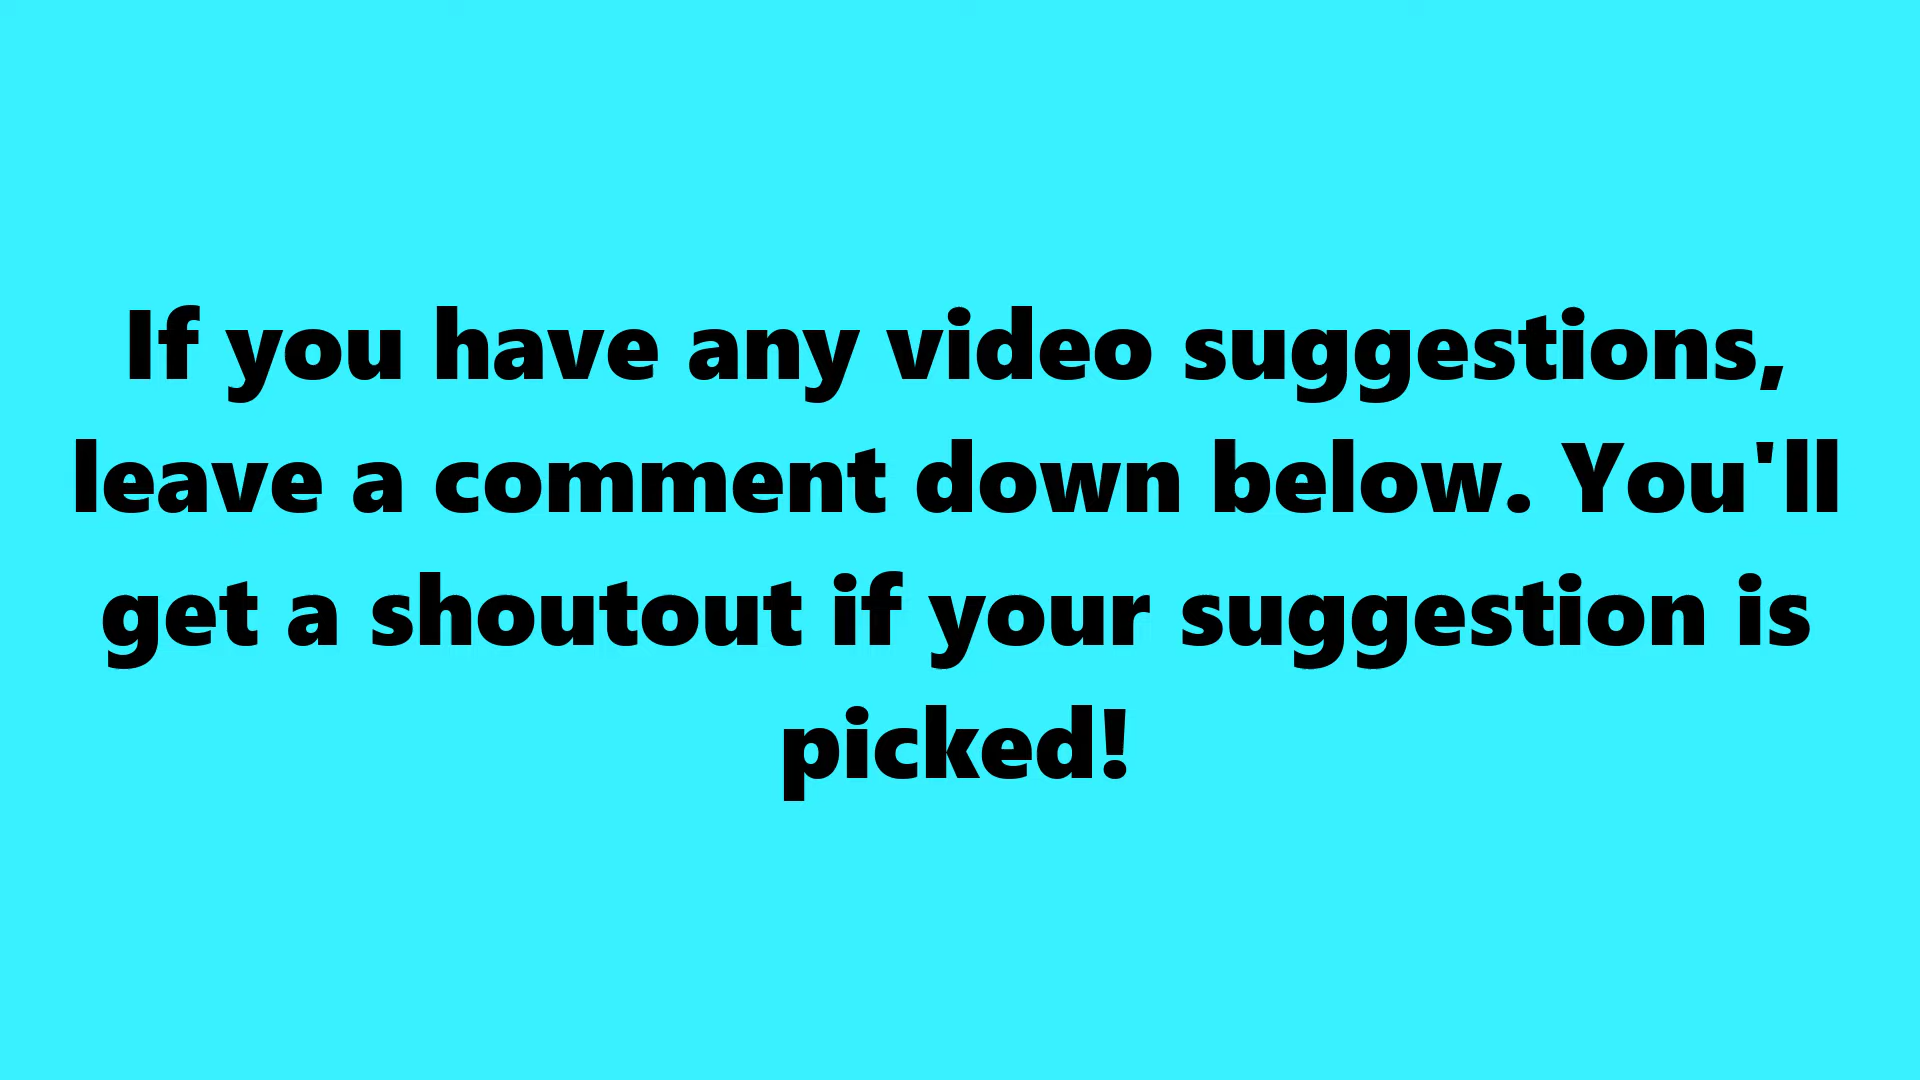 If you have any video suggestions,
leave a comment down below. You'll
get a shoutout if your suggestion is
picked!